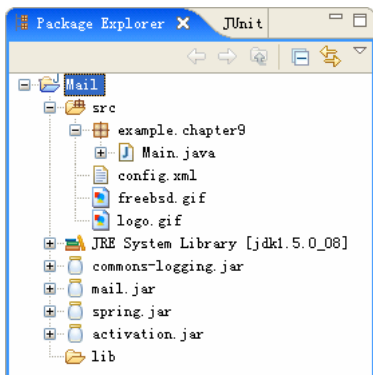 Package Explorer JUnit
Mail
src
example.chapter9
Main.java
config.xml
freebsd.gif
logo.gif
JRE System Library [jdk1.5.0_08]
commons-logging.jar
mail.jar
spring.jar
activation.jar
lib